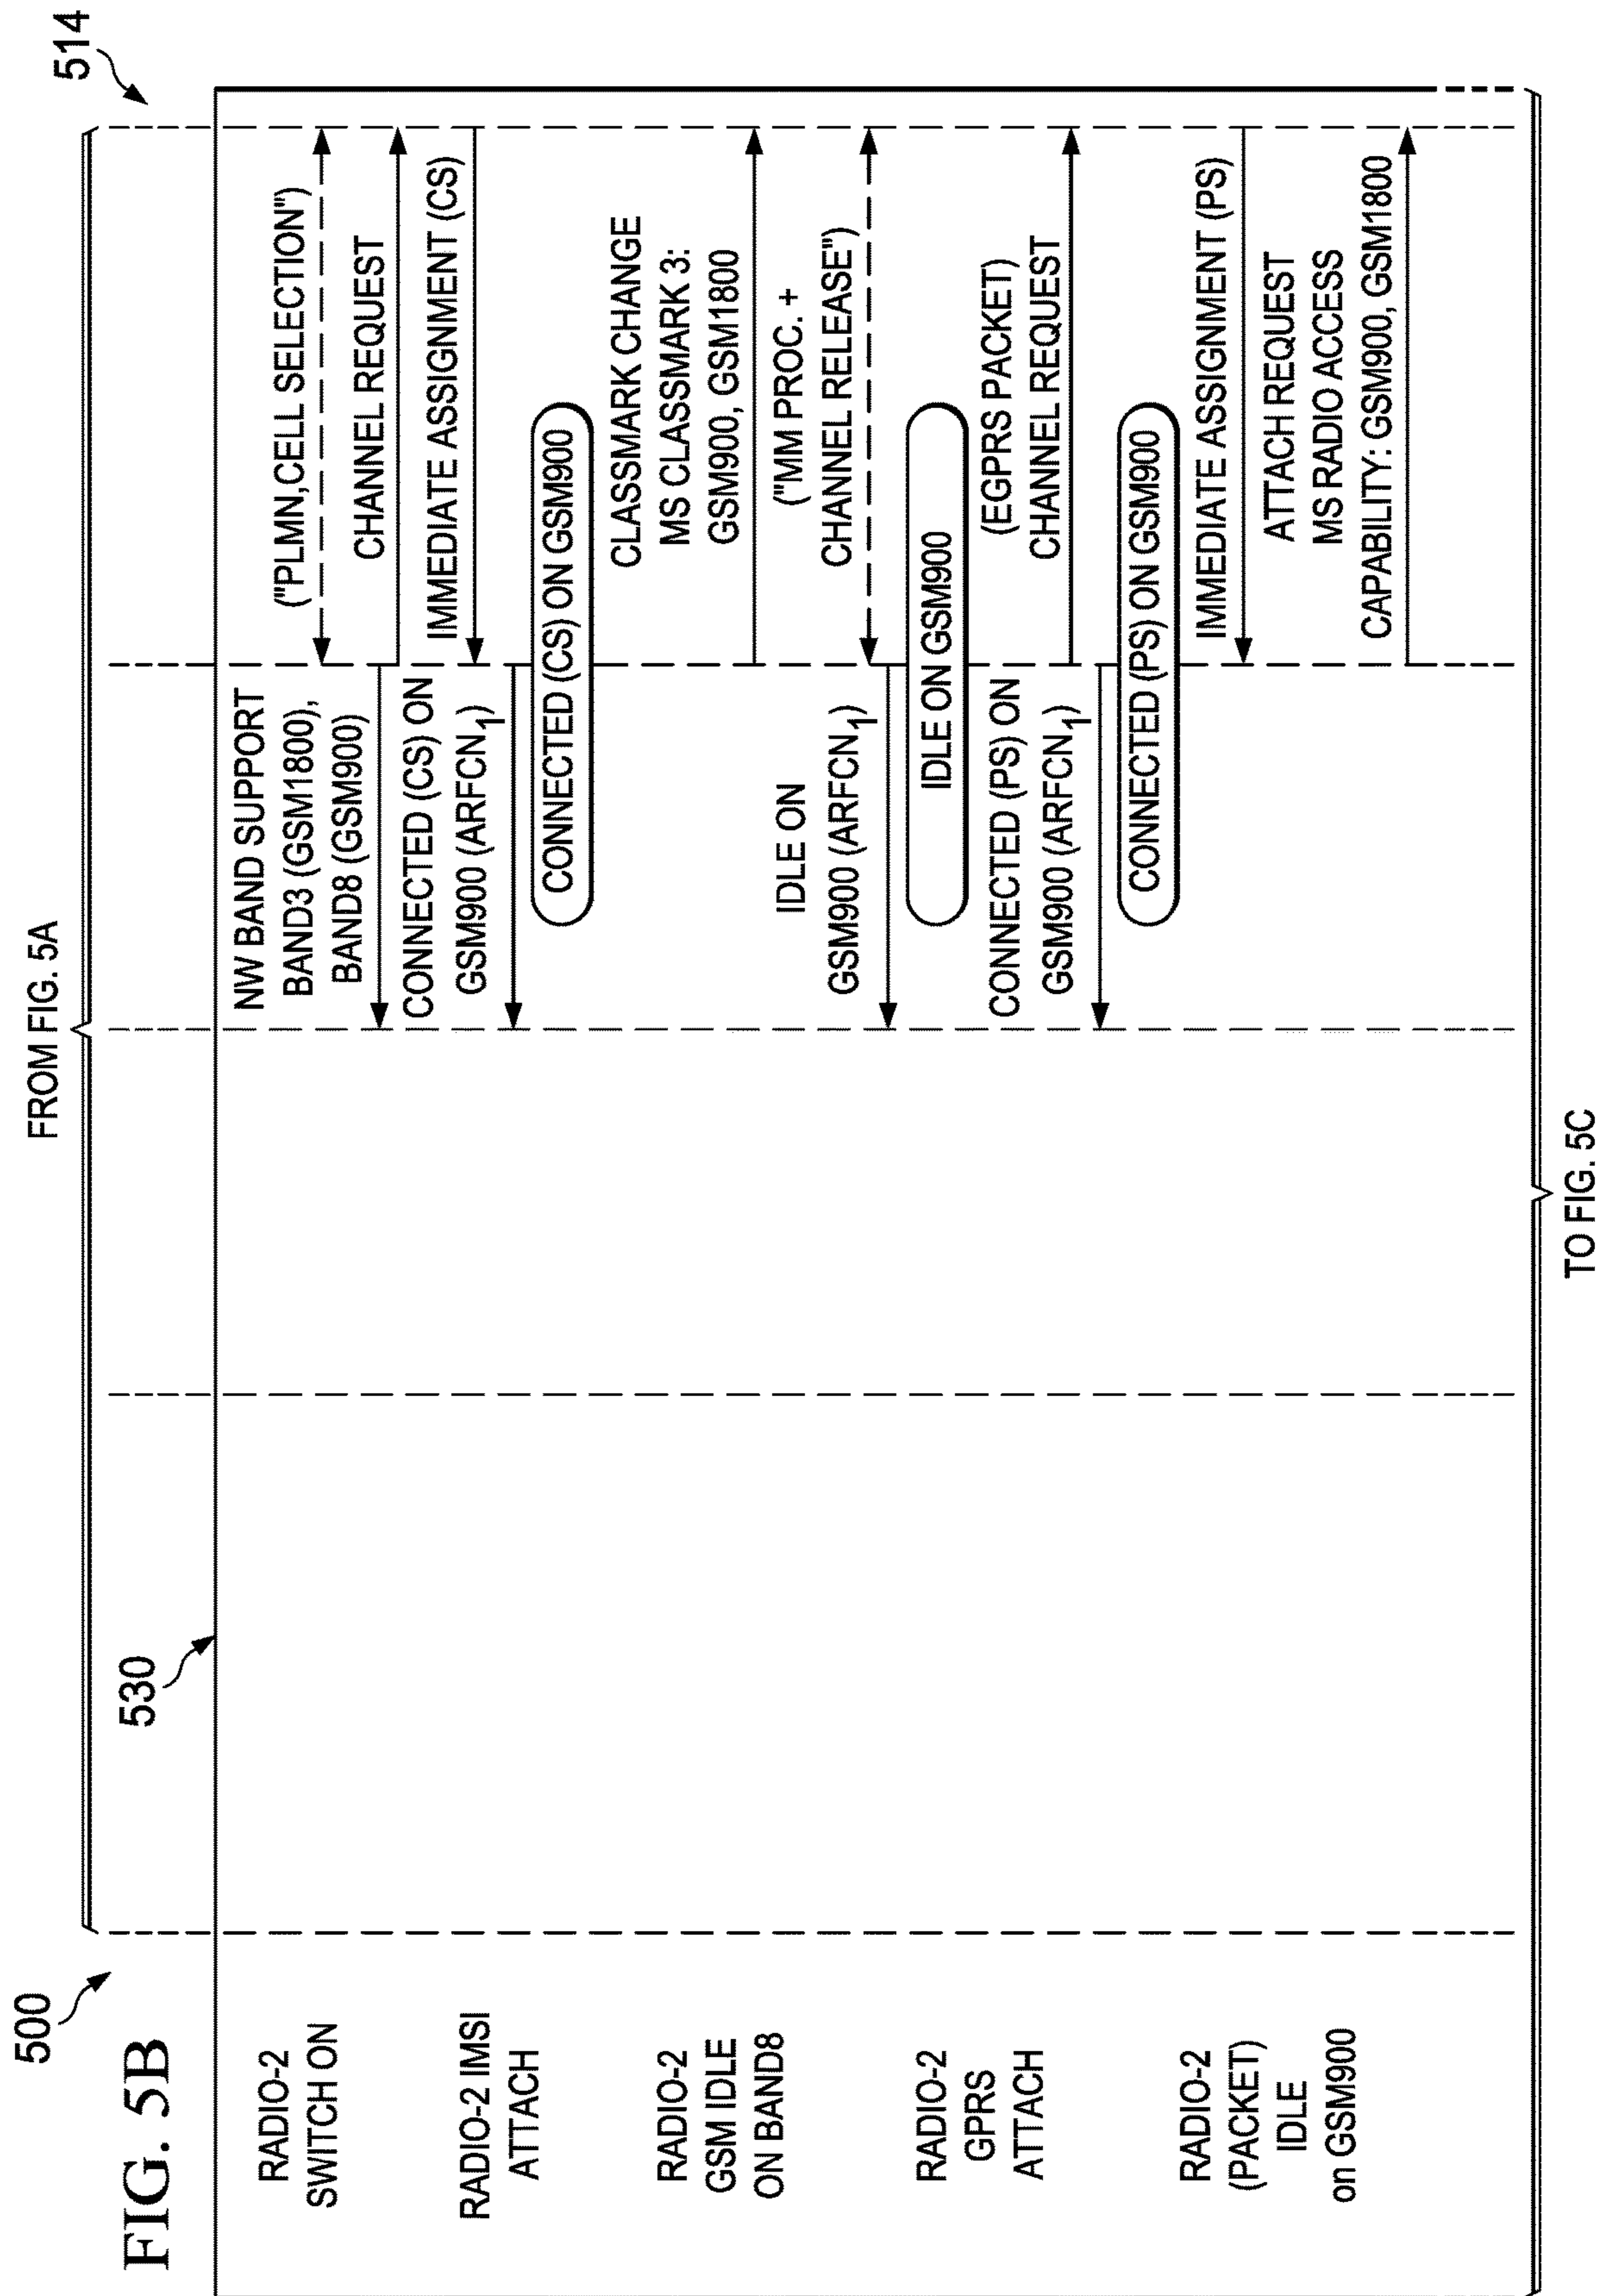 500
FIG. 5B
530
FROM FIG. 5A
514
RADIO-2
SWITCH ON
RADIO-2 IMSI
ATTACH
RADIO-2
GSM IDLE
ON BAND8
RADIO-2
GPRS
ATTACH
RADIO-2
(PACKET)
IDLE
on GSM900
NW BAND SUPPORT
BAND3 (GSM1800),
BAND8 (GSM900)
("PLMN,CELL SELECTION")
CHANNEL REQUEST
CONNECTED (CS) ON
GSM900 (ARFCN1)
IMMEDIATE ASSIGNMENT (CS)
CONNECTED (CS) ON GSM900
CLASSMARK CHANGE
MS CLASSMARK 3:
GSM900, GSM1800
("MM PROC. +
CHANNEL RELEASE")
IDLE ON
GSM900 (ARFCN1)
IDLE ON GSM900
(EGPRS PACKET)
CHANNEL REQUEST
CONNECTED (PS) ON
GSM900 (ARFCN1)
CONNECTED (PS) ON GSM900
IMMEDIATE ASSIGNMENT (PS)
ATTACH REQUEST
MS RADIO ACCESS
CAPABILITY: GSM900, GSM1800
TO FIG. 5C